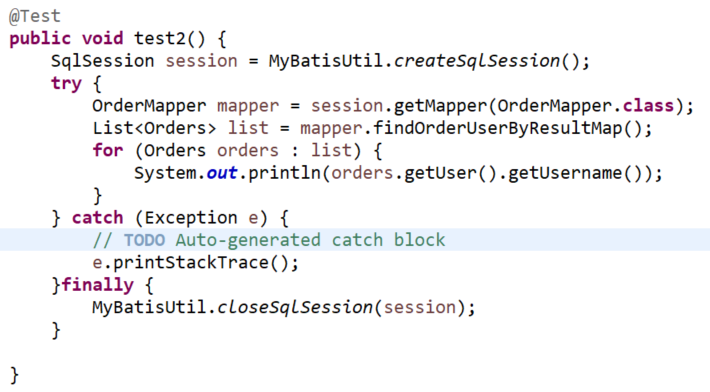 @Test
public void test2() {
    SqlSession session = MyBatisUtil.createSqlSession();
    try {
        OrderMapper mapper = session.getMapper(OrderMapper.class);
        List<Orders> list = mapper.findOrderUserByResultMap();
        for (Orders orders : list) {
            System.out.println(orders.getUser().getUsername());
        }
    } catch (Exception e) {
        // TODO Auto-generated catch block
        e.printStackTrace();
    }finally {
        MyBatisUtil.closeSqlSession(session);
    }

}